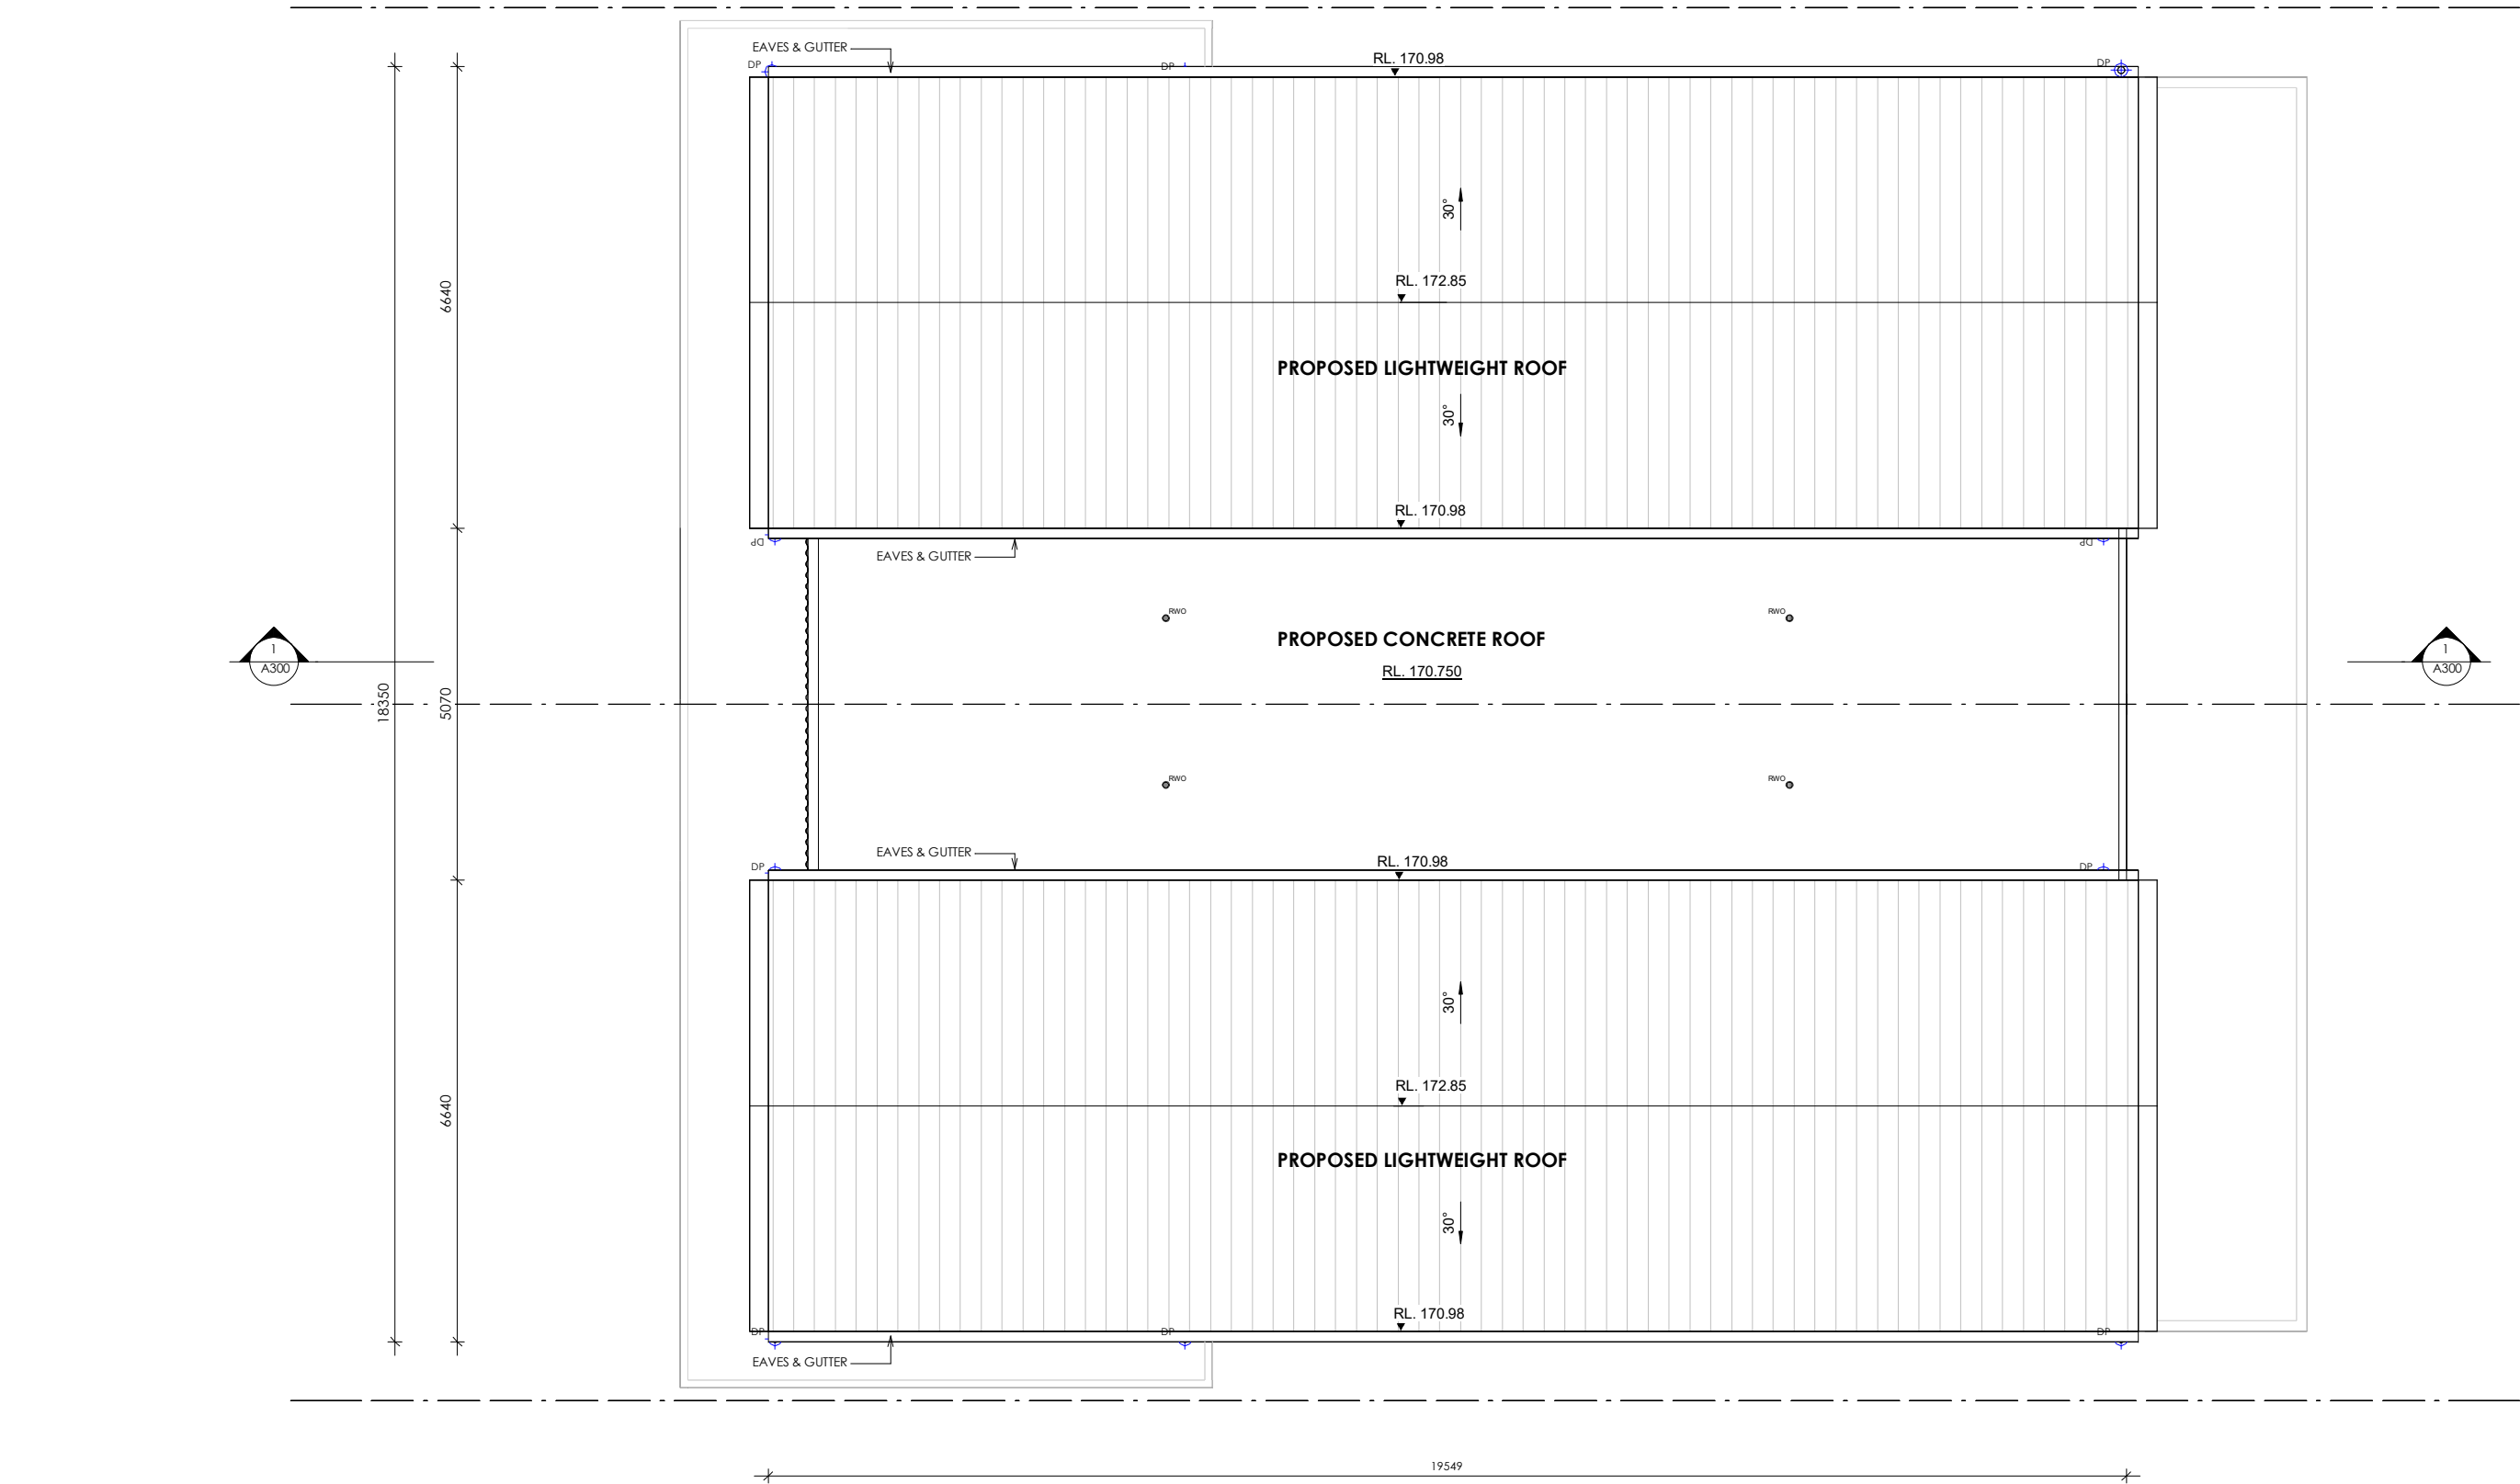 EAVES & GUTTER
DP
DP
RL. 170.98
DP
30°
RL. 172.85
6640
PROPOSED LIGHTWEIGHT ROOF
30°
RL. 170.98
DP
DP
EAVES & GUTTER
RWO
RWO
PROPOSED CONCRETE ROOF
1
A300
1
A300
RL. 170.750
18350
5070
RWO
RWO
EAVES & GUTTER
RL. 170.98
DP
DP
30°
RL. 172.85
6640
PROPOSED LIGHTWEIGHT ROOF
30°
RL. 170.98
DP
DP
DP
EAVES & GUTTER
19549